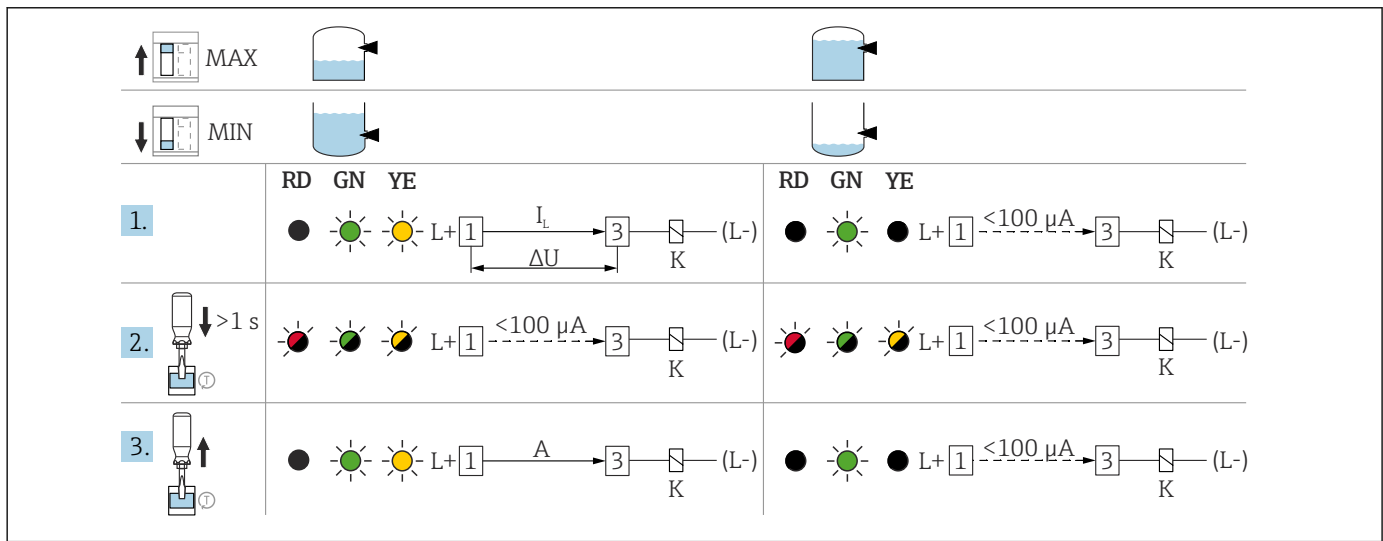 MAX
MIN
RD GN YE RD GN YE
1. L+ 1 I_L 3 (L-) L+ 1 <100 µA 3 (L-)
ΔU K K
2. >1 s L+ 1 <100 µA 3 (L-) L+ 1 <100 µA 3 (L-)
T K K
3. L+ 1 A 3 (L-) L+ 1 <100 µA 3 (L-)
T K K